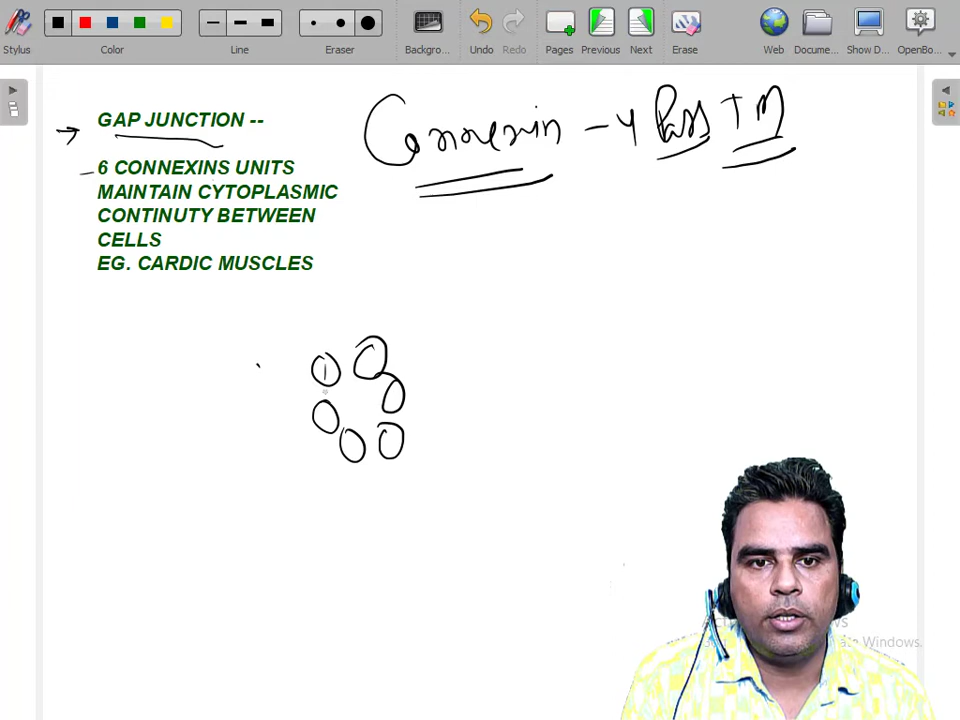 Stylus
Color
Line
Eraser
Backgro...
Undo
Redo
Pages
Previous
Next
Erase
Web
Docume...
Show D...
OpenBo...
GAP JUNCTION --
6 CONNEXINS UNITS
MAINTAIN CYTOPLASMIC
CONTINUTY BETWEEN
CELLS
EG. CARDIC MUSCLES
Connexin - 4 Pass TM
1